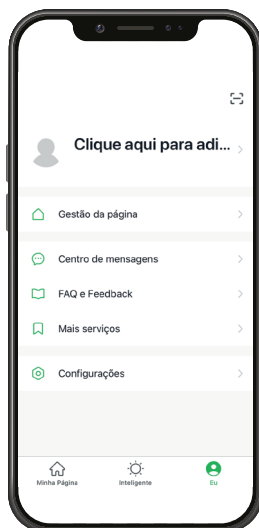 Clique aqui para adi...
Gestão da página
Centro de mensagens
FAQ e Feedback
Mais serviços
Configurações
Minha Página
Inteligente
Eu